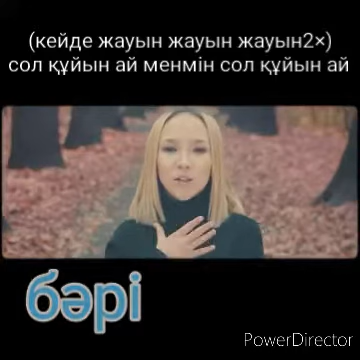 (кейде жауын жауын жауын2×)
сол құйын ай менмін сол құйын ай
бәрі
PowerDirector